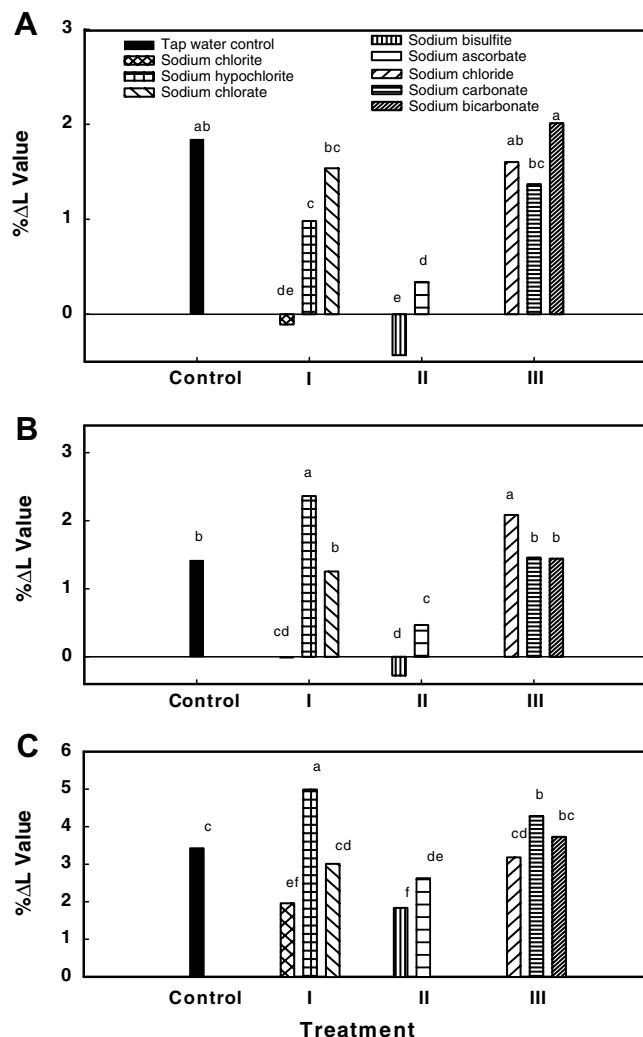 A
3
Tap water control
Sodium chlorite
Sodium hypochlorite
Sodium chlorate
Sodium bisulfite
Sodium ascorbate
Sodium chloride
Sodium carbonate
Sodium bicarbonate
2
1
0
%ΔL Value
ab
de
c
bc
e
d
ab
bc
a
Control I II III
B
3
2
1
0
%ΔL Value
b
cd
a
b
d
c
a
b
b
Control I II III
C
6
5
4
3
2
1
0
%ΔL Value
c
ef
a
cd
f
de
cd
b
bc
Control I II III
Treatment